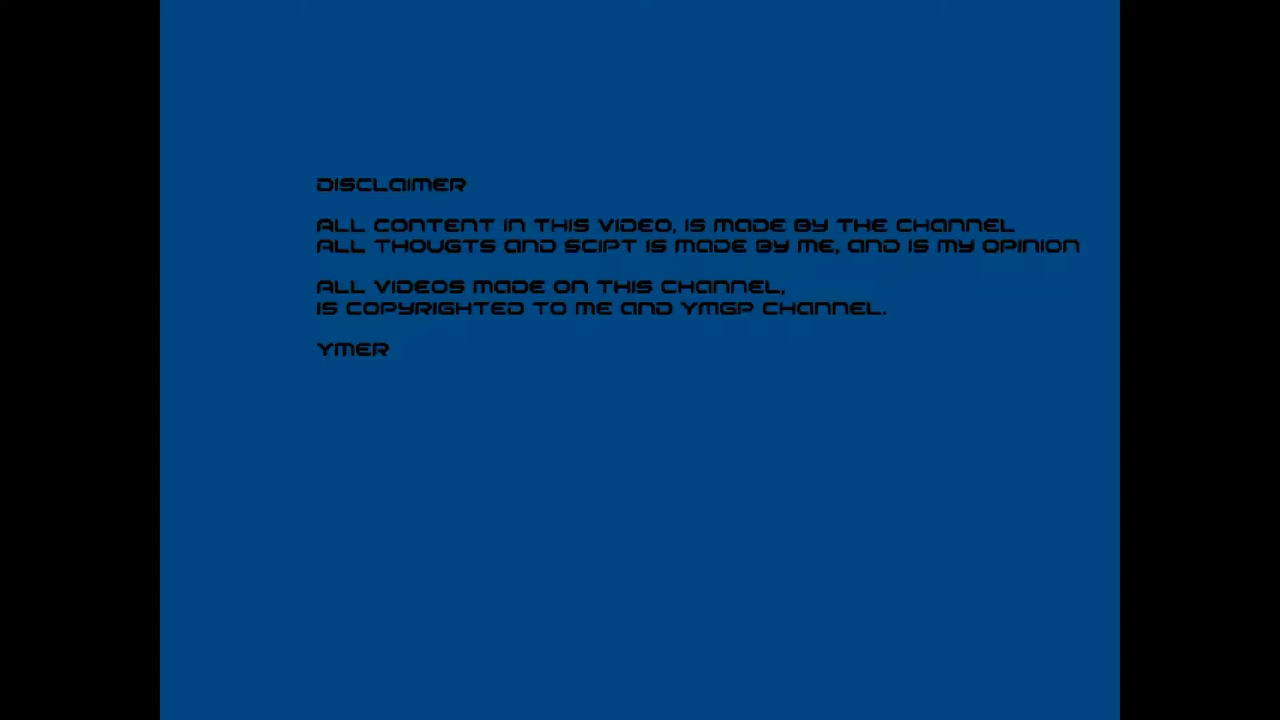 DISCLAIMER
ALL CONTENT IN THIS VIDEO, IS MADE BY THE CHANNEL
ALL THOUGTS AND SCIPT IS MADE BY ME, AND IS MY OPINION
ALL VIDEOS MADE ON THIS CHANNEL,
IS COPYRIGHTED TO ME AND YMGP CHANNEL.
YMER